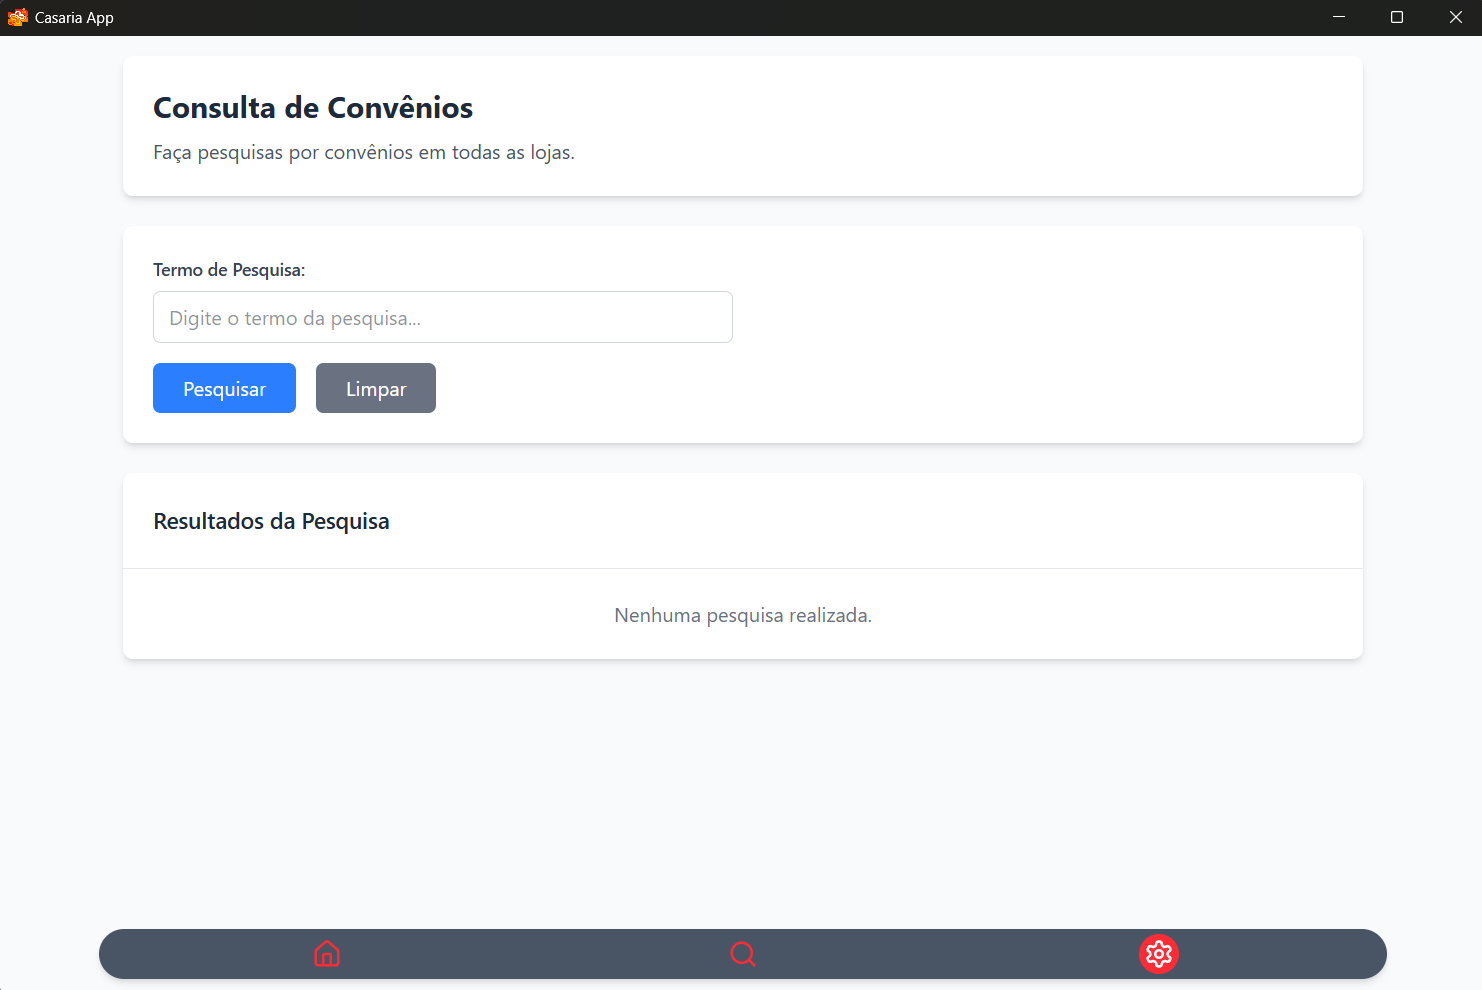 Casaria App
Consulta de Convênios
Faça pesquisas por convênios em todas as lojas.
Termo de Pesquisa:
Digite o termo da pesquisa...
Pesquisar Limpar
Resultados da Pesquisa
Nenhuma pesquisa realizada.